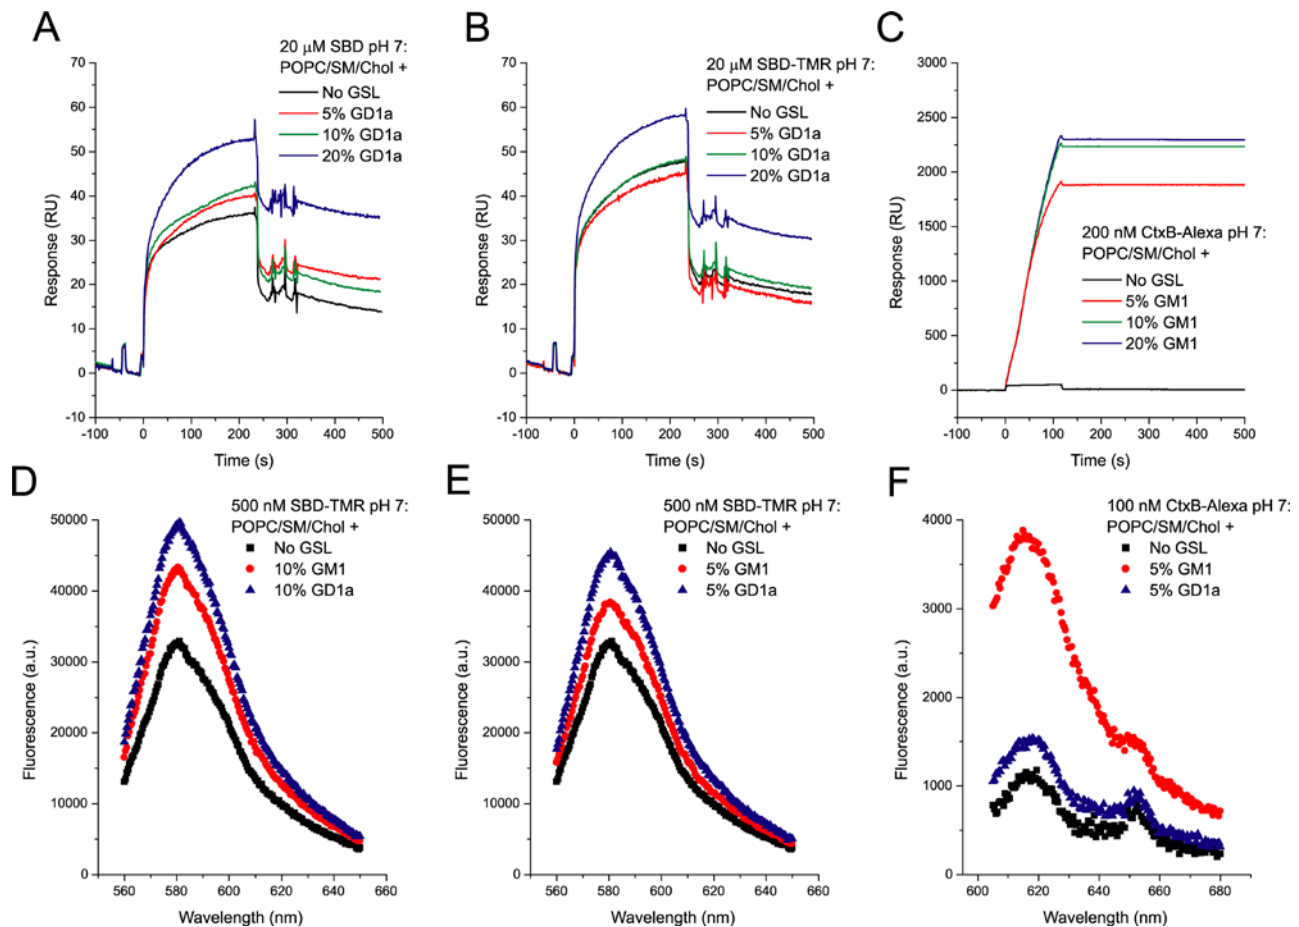 A
20 μM SBD pH 7:
POPC/SM/Chol +
No GSL
5% GD1a
10% GD1a
20% GD1a
70
60
50
40
30
20
10
0
-10
Response (RU)
-100 0 100 200 300 400 500
Time (s)
B
20 μM SBD-TMR pH 7:
POPC/SM/Chol +
No GSL
5% GD1a
10% GD1a
20% GD1a
70
60
50
40
30
20
10
0
-10
Response (RU)
-100 0 100 200 300 400 500
Time (s)
C
3000
2750
2500
2250
2000
1750
1500
1250
1000
750
500
250
0
Response (RU)
200 nM CtxB-Alexa pH 7:
POPC/SM/Chol +
No GSL
5% GM1
10% GM1
20% GM1
-100 0 100 200 300 400 500
Time (s)
D
500 nM SBD-TMR pH 7:
POPC/SM/Chol +
No GSL
10% GM1
10% GD1a
50000
40000
30000
20000
10000
0
Fluorescence (a.u.)
560 580 600 620 640 660
Wavelength (nm)
E
500 nM SBD-TMR pH 7:
POPC/SM/Chol +
No GSL
5% GM1
5% GD1a
50000
40000
30000
20000
10000
0
Fluorescence (a.u.)
560 580 600 620 640 660
Wavelength (nm)
F
100 nM CtxB-Alexa pH 7:
POPC/SM/Chol +
No GSL
5% GM1
5% GD1a
4000
3000
2000
1000
0
Fluorescence (a.u.)
600 620 640 660 680
Wavelength (nm)